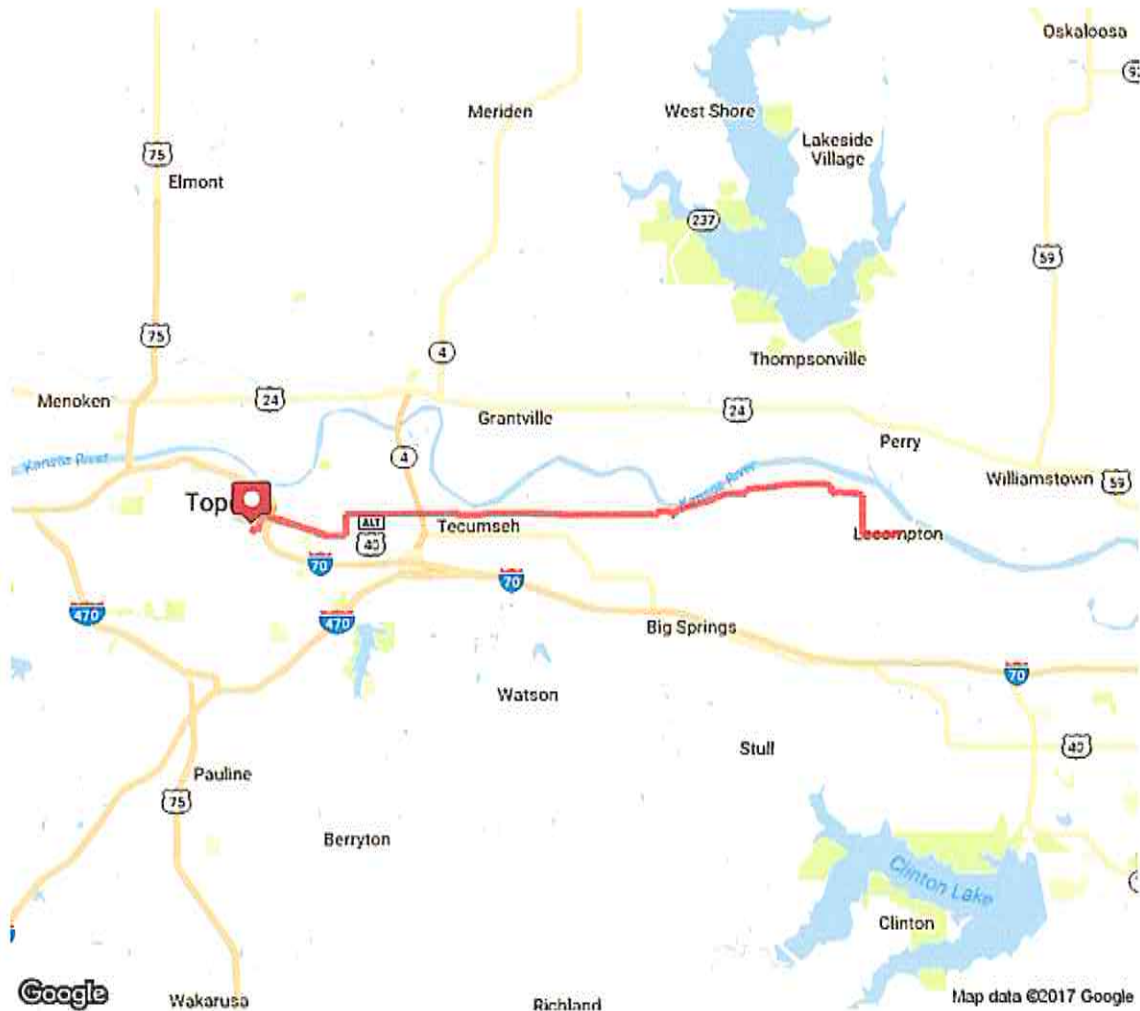 Oskaloosa
92
Meriden
West Shore
Lakeside
Village
75
Elmont
237
59
75
4
Thompsonville
Menoken
24
Grantville
24
Perry
Kansas River
4
Kansas River
Williamstown
59
Top
ALT
40
Tecumseh
Lecompton
70
70
470
470
Big Springs
70
Watson
Stull
40
Pauline
75
Berryton
Clinton Lake
Clinton
Google
Wakarusa
Richland
Map data ©2017 Google